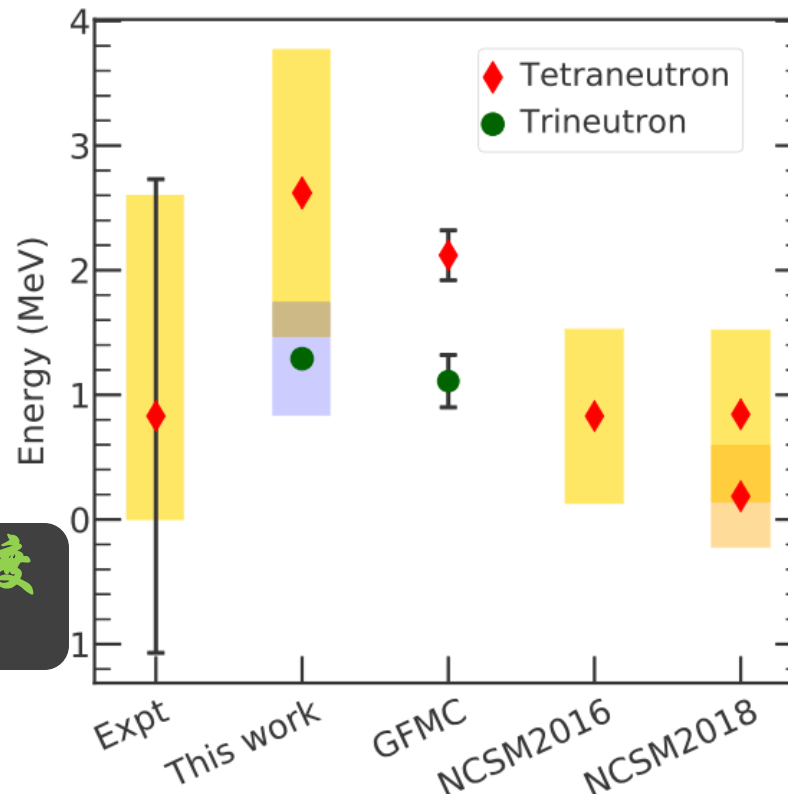 4
3
2
1
0
1
Energy (MeV)
Tetraneutron
Trineutron
Expt
This work
GFMC
NCSM2016
NCSM2018